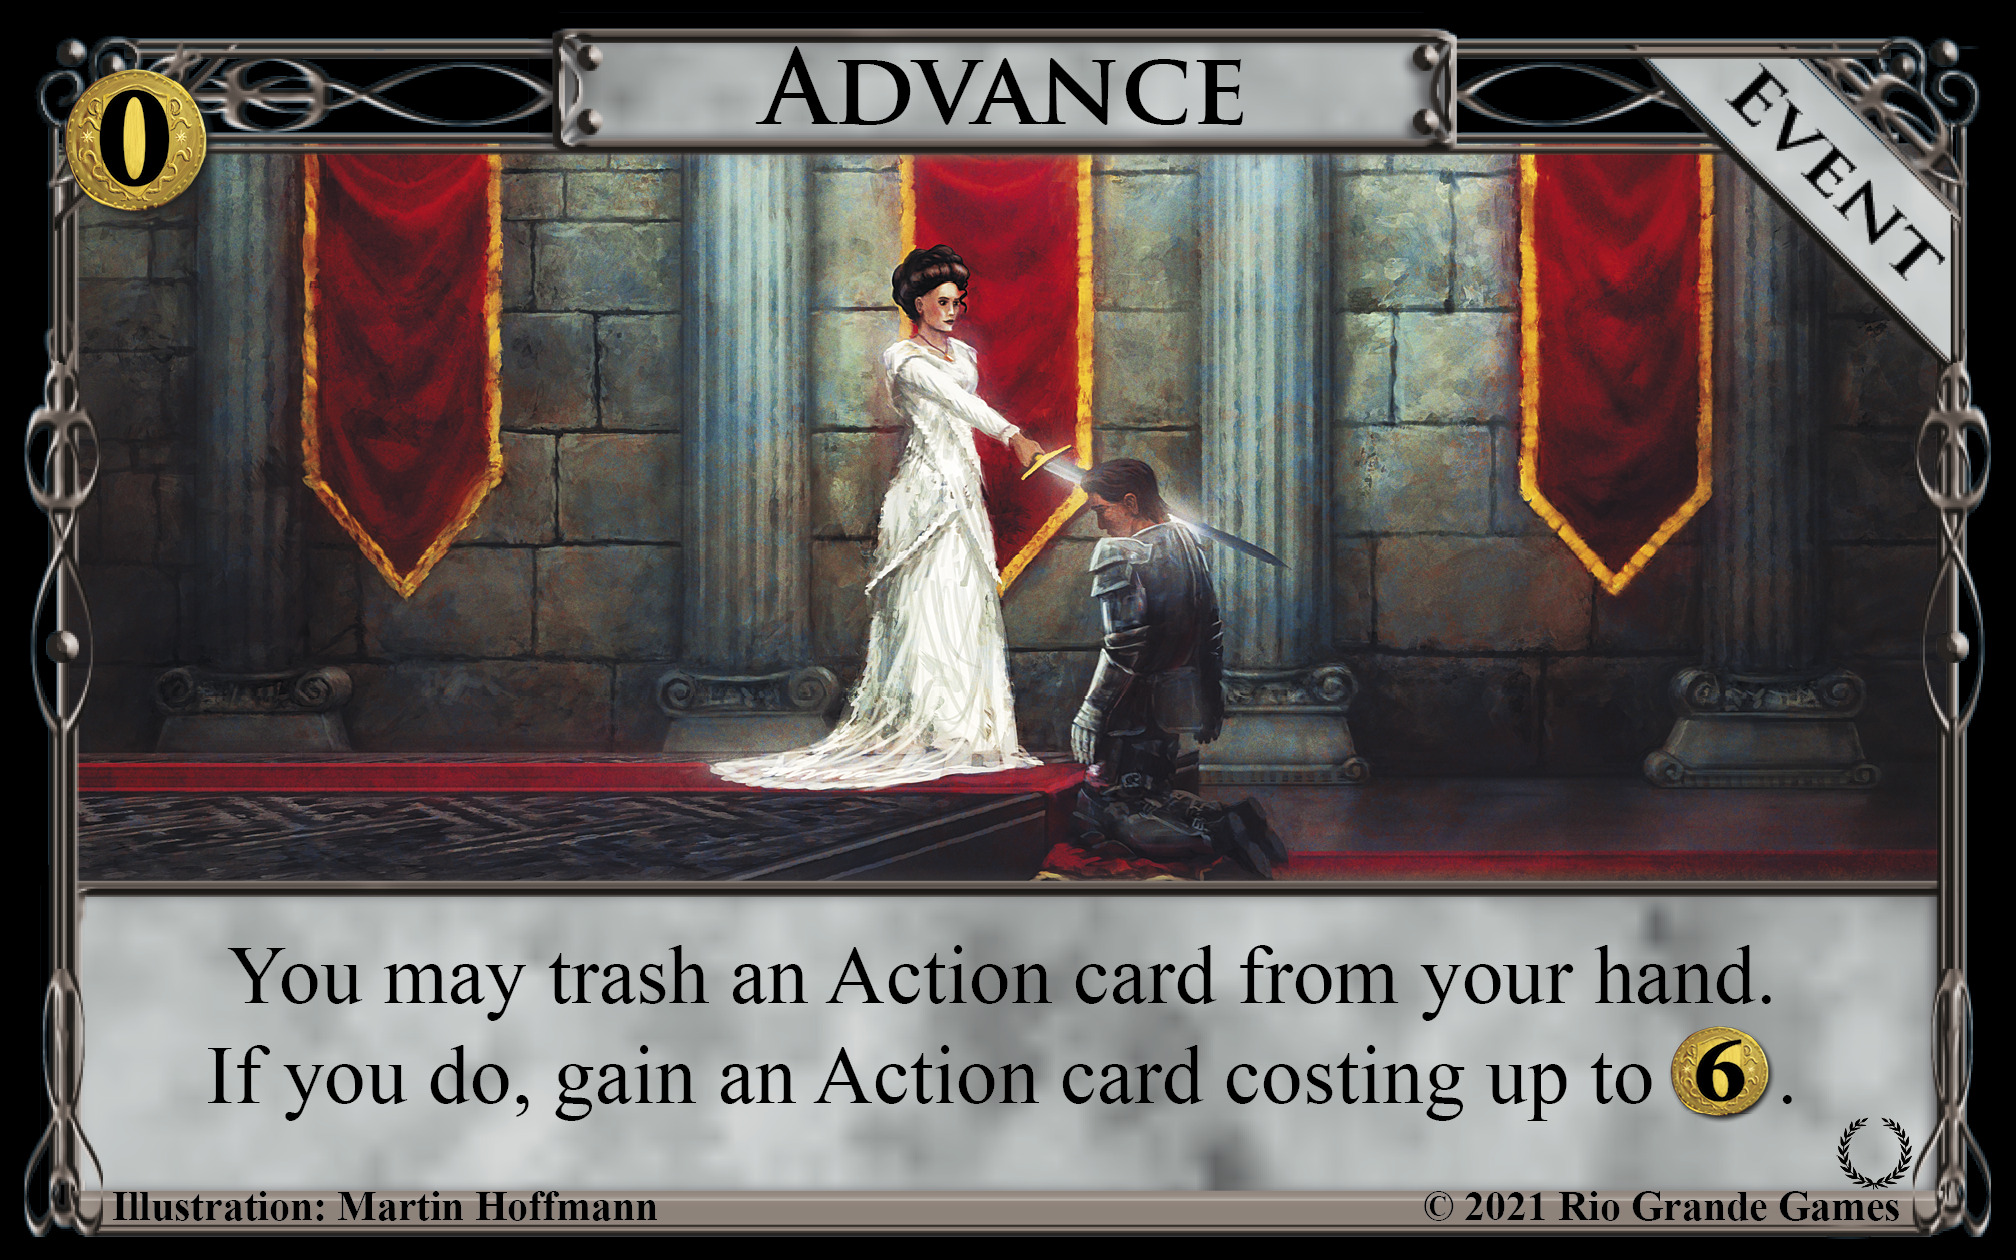 0
ADVANCE
EVENT
You may trash an Action card from your hand.
If you do, gain an Action card costing up to 6.
Illustration: Martin Hoffmann
© 2021 Rio Grande Games